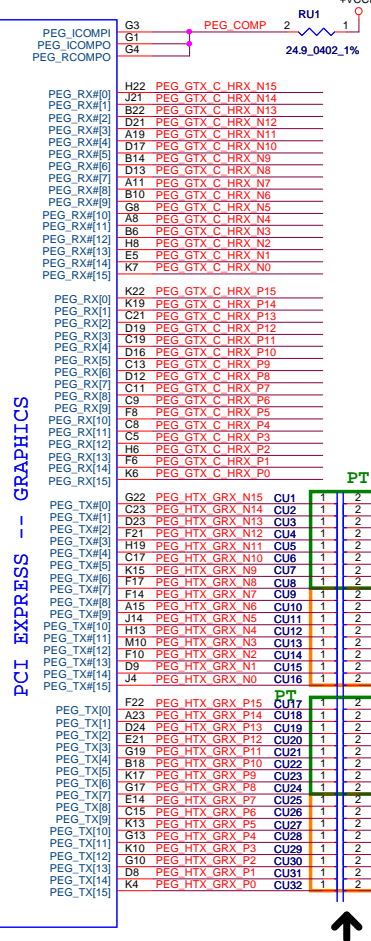 +VCC
RU1
PEG_ICOMPI G3 PEG_COMP 2 1
PEG_ICOMPO G1
PEG_RCOMPO G4
24.9_0402_1%
PEG_RX#[0] H22 PEG_GTX_C_HRX_N15
PEG_RX#[1] J21 PEG_GTX_C_HRX_N14
PEG_RX#[2] B22 PEG_GTX_C_HRX_N13
PEG_RX#[3] D21 PEG_GTX_C_HRX_N12
PEG_RX#[4] A19 PEG_GTX_C_HRX_N11
PEG_RX#[5] D17 PEG_GTX_C_HRX_N10
PEG_RX#[6] B14 PEG_GTX_C_HRX_N9
PEG_RX#[7] D13 PEG_GTX_C_HRX_N8
PEG_RX#[8] A11 PEG_GTX_C_HRX_N7
PEG_RX#[9] B10 PEG_GTX_C_HRX_N6
PEG_RX#[10] G8 PEG_GTX_C_HRX_N5
PEG_RX#[11] A8 PEG_GTX_C_HRX_N4
PEG_RX#[12] B6 PEG_GTX_C_HRX_N3
PEG_RX#[13] H8 PEG_GTX_C_HRX_N2
PEG_RX#[14] E5 PEG_GTX_C_HRX_N1
PEG_RX#[15] K7 PEG_GTX_C_HRX_N0
PEG_RX[0] K22 PEG_GTX_C_HRX_P15
PEG_RX[1] K19 PEG_GTX_C_HRX_P14
PEG_RX[2] C21 PEG_GTX_C_HRX_P13
PEG_RX[3] D19 PEG_GTX_C_HRX_P12
PEG_RX[4] C19 PEG_GTX_C_HRX_P11
PEG_RX[5] D16 PEG_GTX_C_HRX_P10
PEG_RX[6] C13 PEG_GTX_C_HRX_P9
PEG_RX[7] D12 PEG_GTX_C_HRX_P8
PEG_RX[8] C11 PEG_GTX_C_HRX_P7
PEG_RX[9] C9 PEG_GTX_C_HRX_P6
PEG_RX[10] F8 PEG_GTX_C_HRX_P5
PEG_RX[11] C8 PEG_GTX_C_HRX_P4
PEG_RX[12] C5 PEG_GTX_C_HRX_P3
PEG_RX[13] H6 PEG_GTX_C_HRX_P2
PEG_RX[14] F6 PEG_GTX_C_HRX_P1
PEG_RX[15] K6 PEG_GTX_C_HRX_P0
PCI EXPRESS -- GRAPHICS
PT
PEG_TX#[0] G22 PEG_HTX_GRX_N15 CU1 1 2
PEG_TX#[1] C23 PEG_HTX_GRX_N14 CU2 1 2
PEG_TX#[2] D23 PEG_HTX_GRX_N13 CU3 1 2
PEG_TX#[3] F21 PEG_HTX_GRX_N12 CU4 1 2
PEG_TX#[4] H19 PEG_HTX_GRX_N11 CU5 1 2
PEG_TX#[5] C17 PEG_HTX_GRX_N10 CU6 1 2
PEG_TX#[6] K15 PEG_HTX_GRX_N9 CU7 1 2
PEG_TX#[7] F17 PEG_HTX_GRX_N8 CU8 1 2
PEG_TX#[8] F14 PEG_HTX_GRX_N7 CU9 1 2
PEG_TX#[9] A15 PEG_HTX_GRX_N6 CU10 1 2
PEG_TX#[10] J14 PEG_HTX_GRX_N5 CU11 1 2
PEG_TX#[11] H13 PEG_HTX_GRX_N4 CU12 1 2
PEG_TX#[12] M10 PEG_HTX_GRX_N3 CU13 1 2
PEG_TX#[13] F10 PEG_HTX_GRX_N2 CU14 1 2
PEG_TX#[14] D9 PEG_HTX_GRX_N1 CU15 1 2
PEG_TX#[15] J4 PEG_HTX_GRX_N0 CU16 1 2
PT
PEG_TX[0] F22 PEG_HTX_GRX_P15 CU17 1 2
PEG_TX[1] A23 PEG_HTX_GRX_P14 CU18 1 2
PEG_TX[2] D24 PEG_HTX_GRX_P13 CU19 1 2
PEG_TX[3] E21 PEG_HTX_GRX_P12 CU20 1 2
PEG_TX[4] G19 PEG_HTX_GRX_P11 CU21 1 2
PEG_TX[5] B18 PEG_HTX_GRX_P10 CU22 1 2
PEG_TX[6] K17 PEG_HTX_GRX_P9 CU23 1 2
PEG_TX[7] G17 PEG_HTX_GRX_P8 CU24 1 2
PEG_TX[8] E14 PEG_HTX_GRX_P7 CU25 1 2
PEG_TX[9] C15 PEG_HTX_GRX_P6 CU26 1 2
PEG_TX[10] K13 PEG_HTX_GRX_P5 CU27 1 2
PEG_TX[11] G13 PEG_HTX_GRX_P4 CU28 1 2
PEG_TX[12] K10 PEG_HTX_GRX_P3 CU29 1 2
PEG_TX[13] G10 PEG_HTX_GRX_P2 CU30 1 2
PEG_TX[14] D8 PEG_HTX_GRX_P1 CU31 1 2
PEG_TX[15] K4 PEG_HTX_GRX_P0 CU32 1 2